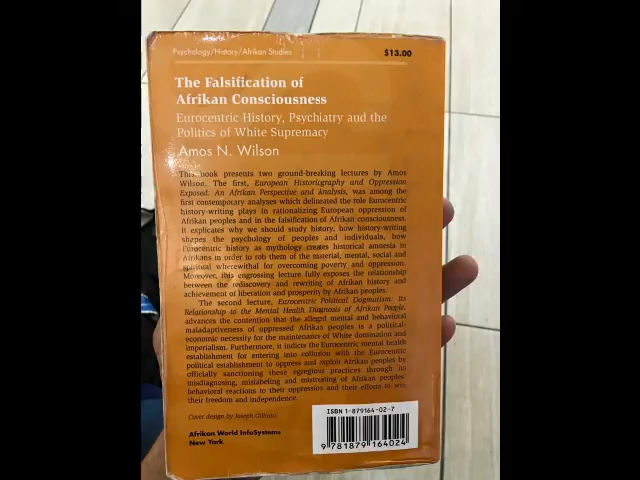 Psychology/History/Afrikan Studies
$13.00
The Falsification of
Afrikan Consciousness
Eurocentric History, Psychiatry and the
Politics of White Supremacy
Amos N. Wilson
This book presents two ground-breaking lectures by Amos
Wilson. The first, European Historiography and Oppression
Exposed: An Afrikan Perspective and Analysis, was among the
first contemporary analyses which delineated the role Eurocentric
history-writing plays in rationalizing European oppression of
Afrikan peoples and in the falsification of Afrikan consciousness.
It explicates why we should study history, how history-writing
shapes the psychology of peoples and individuals, how
Eurocentric history as mythology creates historical amnesia in
Afrikans in order to rob them of the material, mental, social and
spiritual wherewithal for overcoming poverty and oppression.
Moreover, this engrossing lecture fully exposes the relationship
between the rediscovery and rewriting of Afrikan history and
achievement of liberation and prosperity by Afrikan peoples.
The second lecture, Eurocentric Political Dogmatism: Its
Relationship to the Mental Health Diagnosis of Afrikan People,
advances the contention that the alleged mental and behavioral
maladaptiveness of oppressed Afrikan peoples is a political-
economic necessity for the maintenance of White domination and
imperialism. Furthermore, it indicts the Eurocentric mental health
establishment for entering into collusion with the Eurocentric
political establishment to oppress and exploit Afrikan peoples by
officially sanctioning these egregious practices through its
misdiagnosing, mislabeling and mistreating of Afrikan peoples'
behavioral reactions to their oppression and their efforts to win
their freedom and independence.
Cover design by Joseph Gillians
ISBN 1-879164-02-7
Afrikan World InfoSystems
New York
9 781879 164024